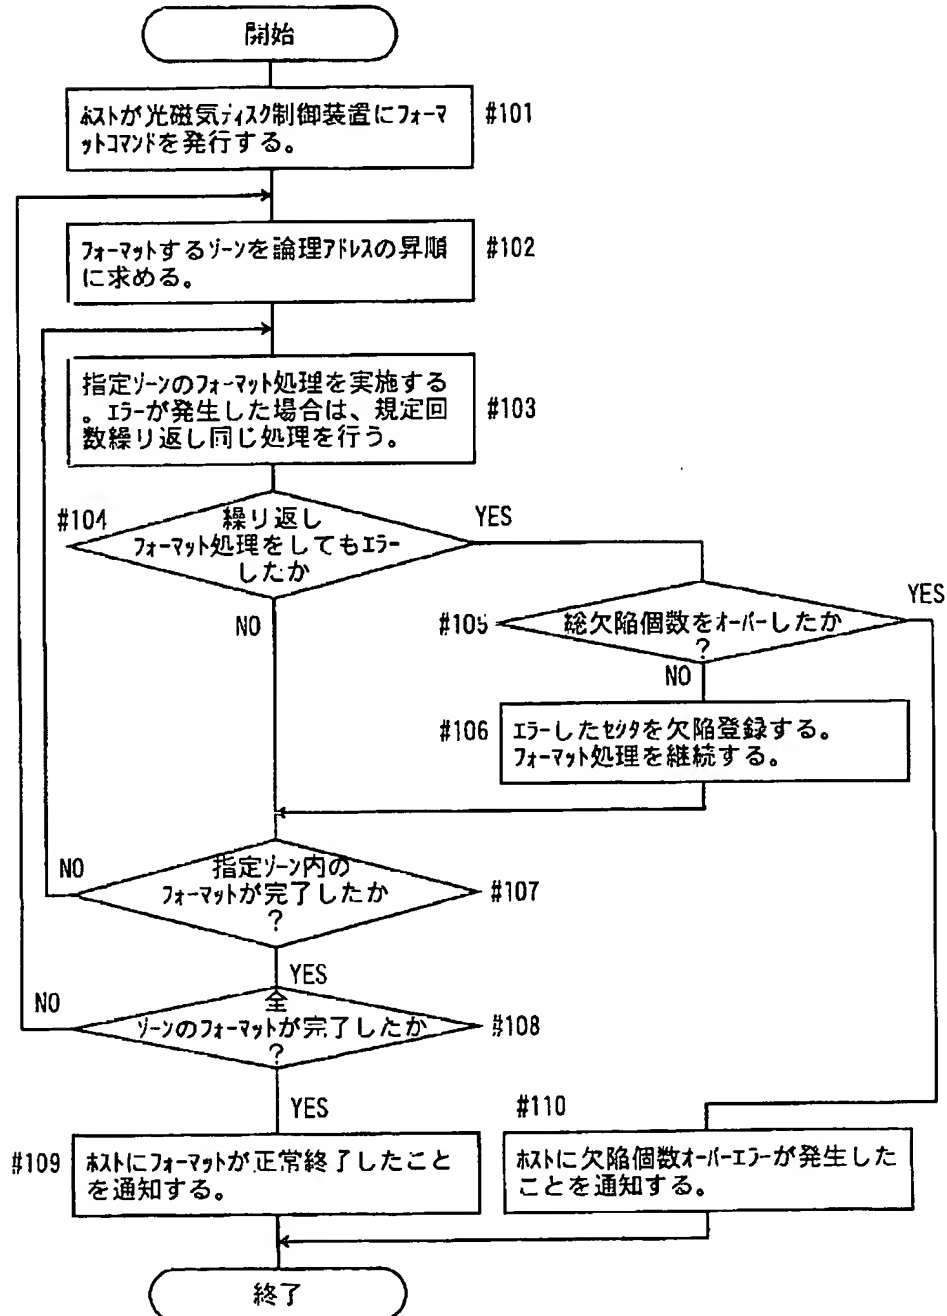 開始
ホストが光磁気ディスク制御装置にフォーマ
ットコマンドを発行する。
#101
フォーマットするゾーンを論理アドレスの昇順
に求める。
#102
指定ゾーンのフォーマット処理を実施する
。エラーが発生した場合は、規定回
数繰り返し同じ処理を行う。
#103
#104
繰り返し
フォーマット処理をしてもエラー
したか
YES
NO
#105
総欠陥個数をオーバーしたか
?
YES
NO
#106
エラーしたセクタを欠陥登録する。
フォーマット処理を継続する。
NO
指定ゾーン内の
フォーマットが完了したか
?
#107
YES
NO
全
ゾーンのフォーマットが完了したか
?
#108
YES
#109
ホストにフォーマットが正常終了したこと
を通知する。
#110
ホストに欠陥個数オーバーエラーが発生した
ことを通知する。
終了